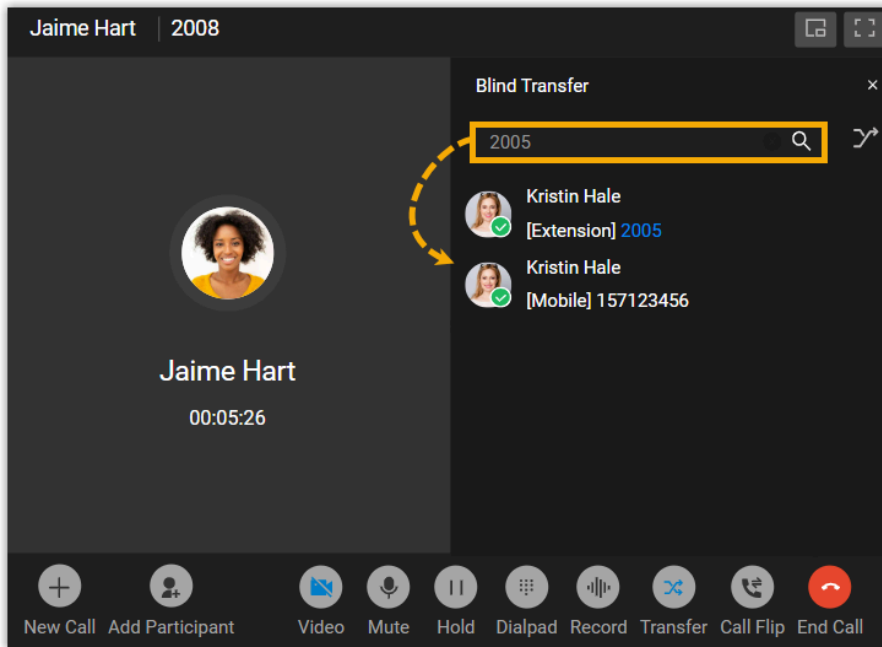 Jaime Hart 2008
Blind Transfer
2005
Kristin Hale
[Extension] 2005
Kristin Hale
[Mobile] 157123456
Jaime Hart
00:05:26
New Call Add Participant Video Mute Hold Dialpad Record Transfer Call Flip End Call